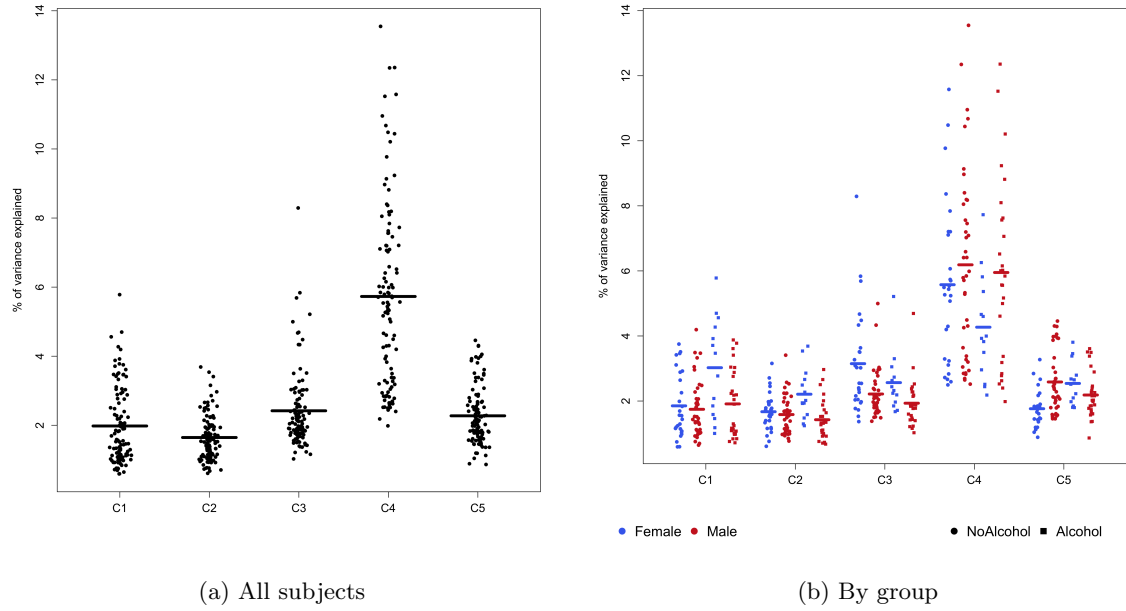 14
12
10
8
6
4
2
% of variance explained
C1 C2 C3 C4 C5
(a) All subjects
14
12
10
8
6
4
2
% of variance explained
C1 C2 C3 C4 C5
Female Male NoAlcohol Alcohol
(b) By group